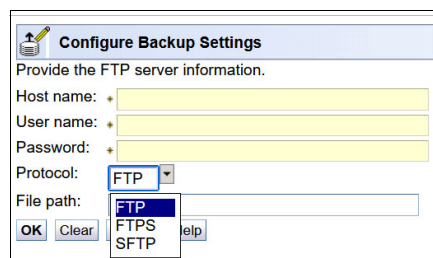 Configure Backup Settings
Provide the FTP server information.
Host name:
User name:
Password:
Protocol: FTP
File path:
FTP
FTPS
SFTP
OK Clear elp